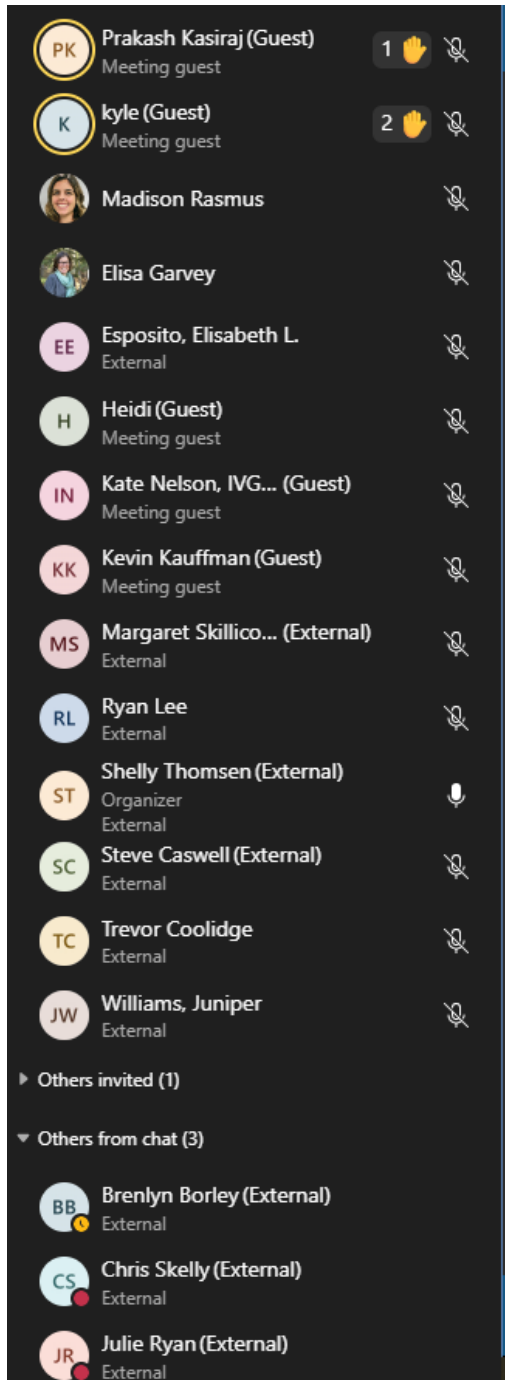 PK
Prakash Kasiraj (Guest)
1
Meeting guest
K
kyle (Guest)
2
Meeting guest
Madison Rasmus
Elisa Garvey
EE
Esposito, Elisabeth L.
External
H
Heidi (Guest)
Meeting guest
IN
Kate Nelson, IVG... (Guest)
Meeting guest
KK
Kevin Kauffman (Guest)
Meeting guest
MS
Margaret Skillico... (External)
External
RL
Ryan Lee
External
ST
Shelly Thomsen (External)
Organizer
External
SC
Steve Caswell (External)
External
TC
Trevor Coolidge
External
JW
Williams, Juniper
External
Others invited (1)
Others from chat (3)
BB
Brenlyn Borley (External)
External
CS
Chris Skelly (External)
External
JR
Julie Ryan (External)
External